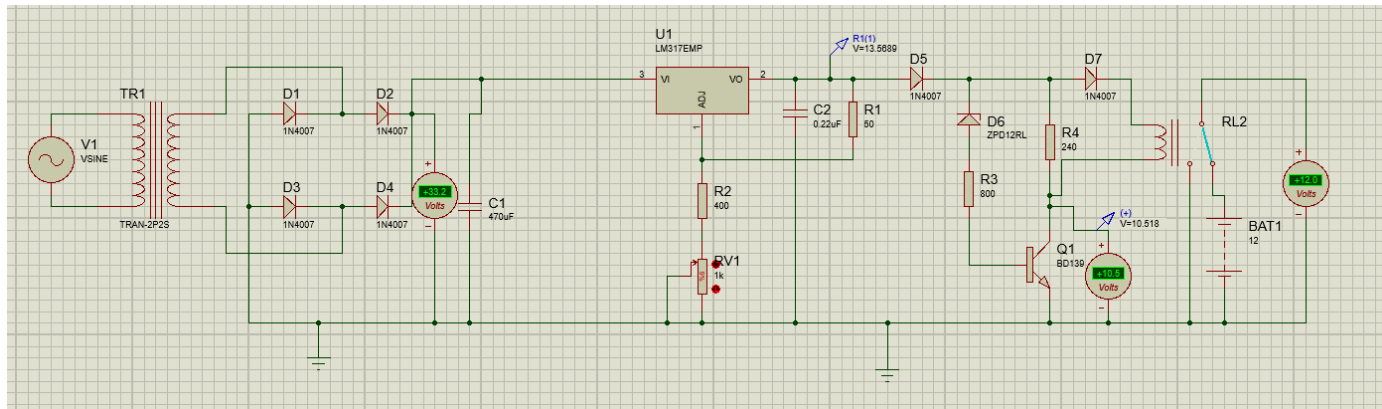 V1
VSINE
TR1
TRAN-2P2S
D1
1N4007
D2
1N4007
D3
1N4007
D4
1N4007
+33.2
Volts
C1
470uF
U1
LM317EMP
3
VI
VO
2
ADJ
1
R1(1)
V=13.5689
C2
0.22uF
R1
50
R2
400
RV1
1k
D5
1N4007
D6
ZPD12RL
R3
800
R4
240
D7
1N4007
Q1
BD139
(+)
V=10.518
+10.5
Volts
RL2
BAT1
12
+12.0
Volts